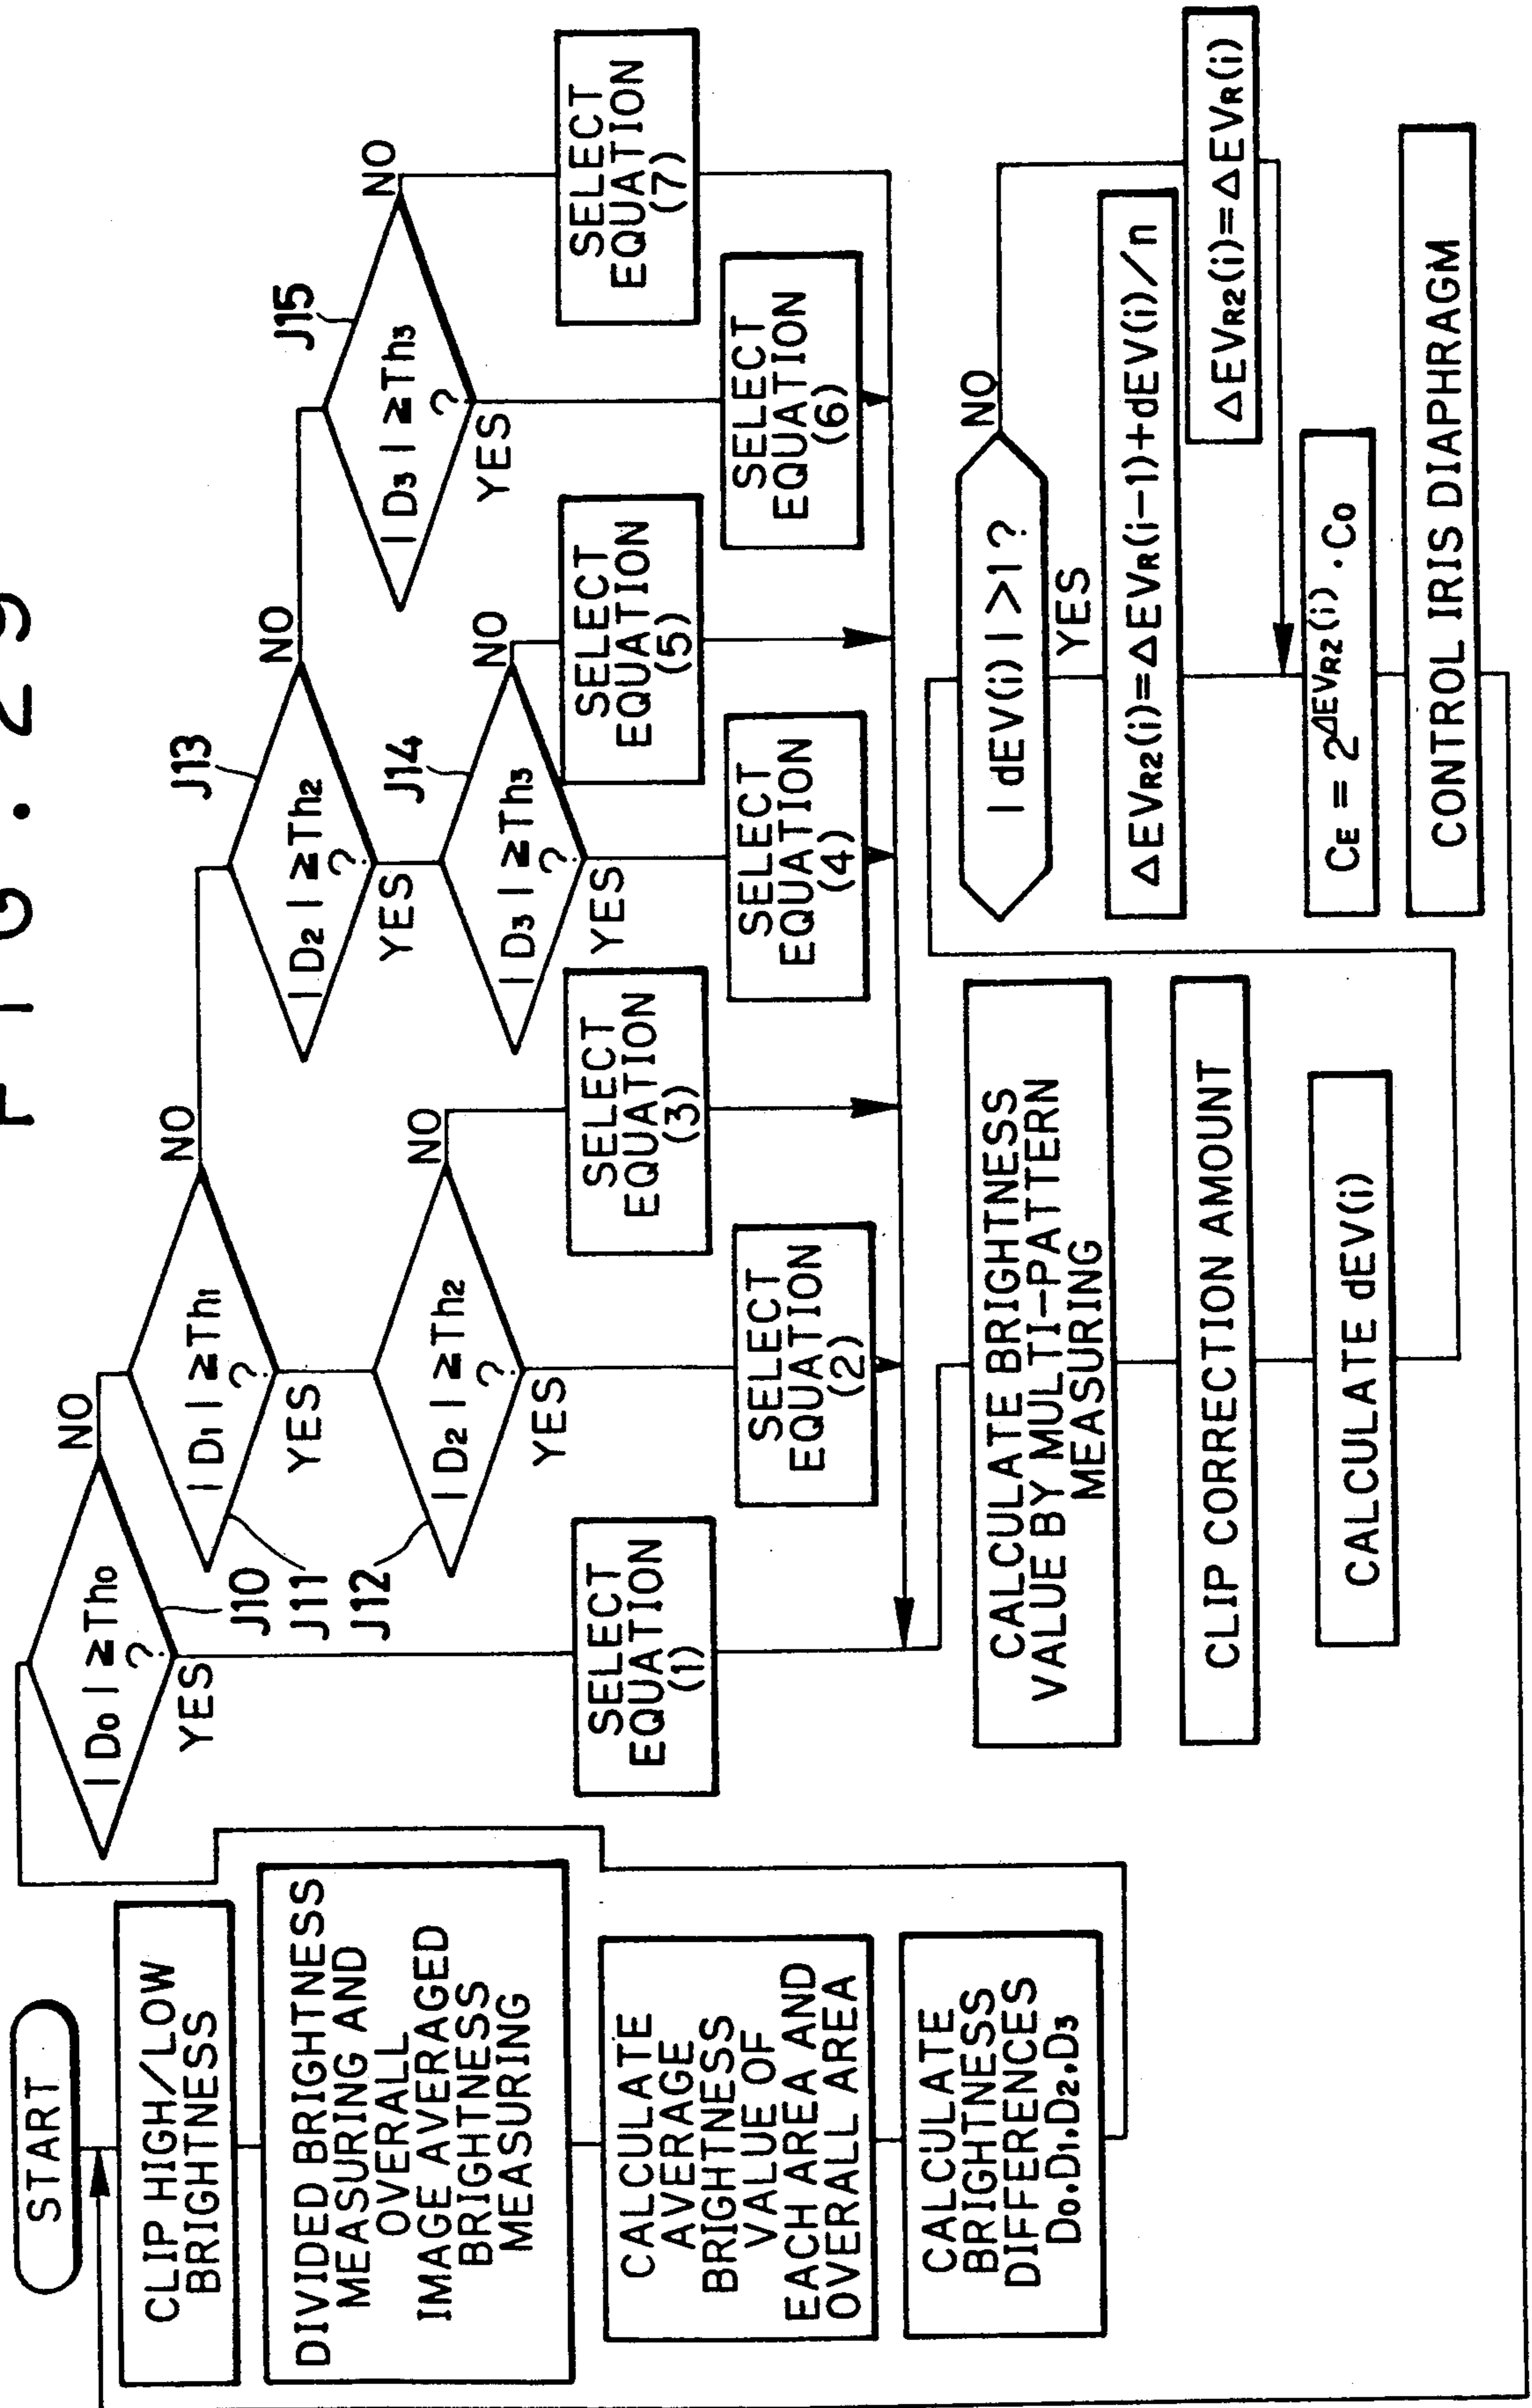 FIG. 29
START
CLIP HIGH/LOW
BRIGHTNESS
DIVIDED BRIGHTNESS
MEASURING AND
OVERALL
IMAGE AVERAGED
BRIGHTNESS
MEASURING
CALCULATE
AVERAGE
BRIGHTNESS
VALUE OF
EACH AREA AND
OVERALL AREA
CALCULATE
BRIGHTNESS
DIFFERENCES
D0.D1.D2.D3
|D0|≥Th0
?
NO
YES
J10
J11
J12
|D1|≥Th1
?
NO
YES
|D2|≥Th2
?
NO
YES
J13
|D2|≥Th2
?
NO
YES
J14
|D3|≥Th3
?
NO
YES
J15
|D3|≥Th3
?
NO
YES
SELECT
EQUATION
(1)
SELECT
EQUATION
(2)
SELECT
EQUATION
(3)
SELECT
EQUATION
(4)
SELECT
EQUATION
(5)
SELECT
EQUATION
(6)
SELECT
EQUATION
(7)
CALCULATE BRIGHTNESS
VALUE BY MULTI-PATTERN
MEASURING
CLIP CORRECTION AMOUNT
CALCULATE dEV(i)
|dEV(i)|>1?
NO
YES
ΔEVR2(i)=ΔEVR(i-1)+dEV(i)/n
ΔEVR2(i)=ΔEVR(i)
CE = 2^ΔEVR2(i) · C0
CONTROL IRIS DIAPHRAGM